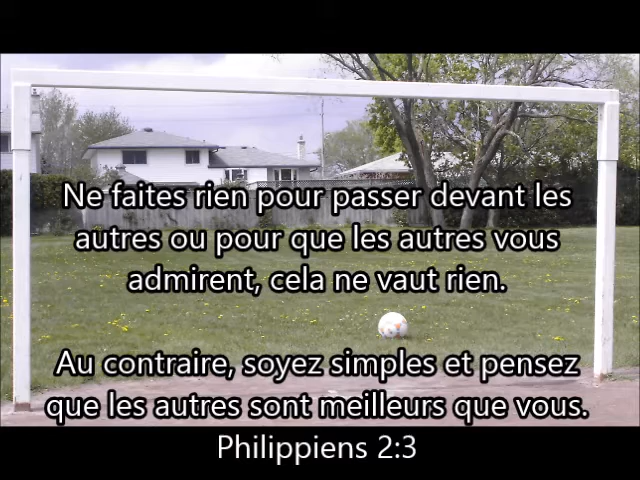 Ne faites rien pour passer devant les
autres ou pour que les autres vous
admirent, cela ne vaut rien.
Au contraire, soyez simples et pensez
que les autres sont meilleurs que vous.
Philippiens 2:3